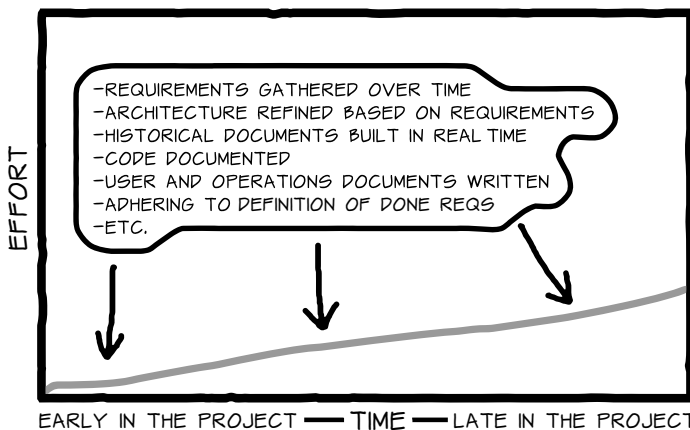 -REQUIREMENTS GATHERED OVER TIME
-ARCHITECTURE REFINED BASED ON REQUIREMENTS
-HISTORICAL DOCUMENTS BUILT IN REAL TIME
-CODE DOCUMENTED
-USER AND OPERATIONS DOCUMENTS WRITTEN
-ADHERING TO DEFINITION OF DONE REQS
-ETC.
EFFORT
EARLY IN THE PROJECT — TIME — LATE IN THE PROJECT